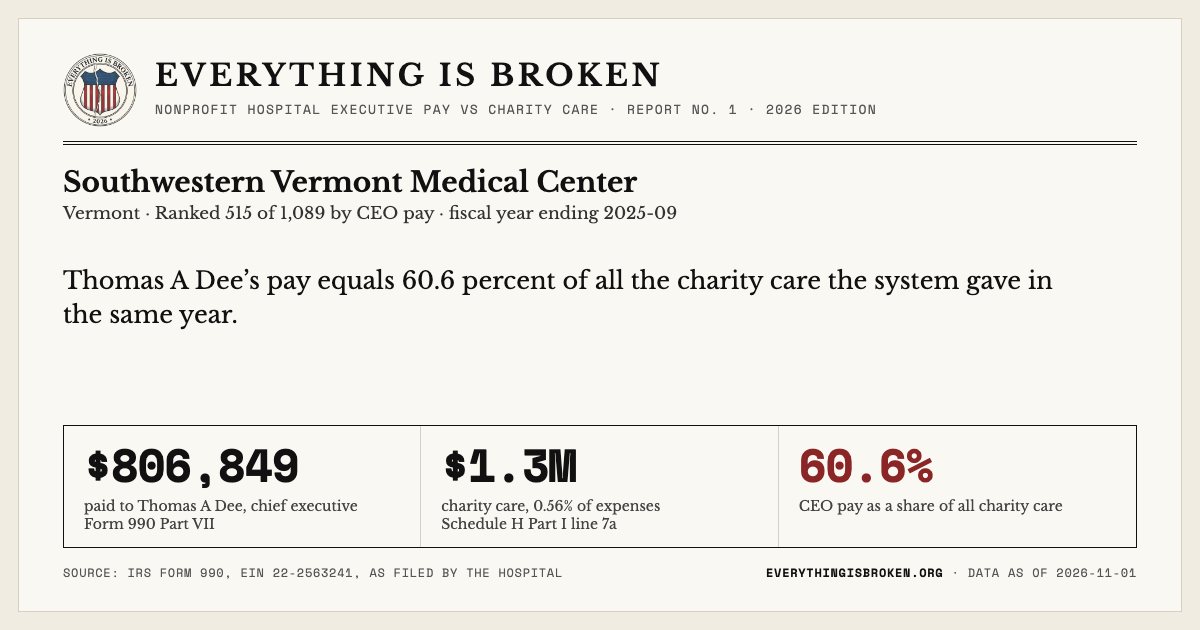 EVERYTHING IS BROKEN
2026
EVERYTHING IS BROKEN
NONPROFIT HOSPITAL EXECUTIVE PAY VS CHARITY CARE · REPORT NO. 1 · 2026 EDITION
Southwestern Vermont Medical Center
Vermont · Ranked 515 of 1,089 by CEO pay · fiscal year ending 2025-09
Thomas A Dee’s pay equals 60.6 percent of all the charity care the system gave in
the same year.
$806,849
paid to Thomas A Dee, chief executive
Form 990 Part VII
$1.3M
charity care, 0.56% of expenses
Schedule H Part I line 7a
60.6%
CEO pay as a share of all charity care
SOURCE: IRS FORM 990, EIN 22-2563241, AS FILED BY THE HOSPITAL
EVERYTHINGISBROKEN.ORG · DATA AS OF 2026-11-01